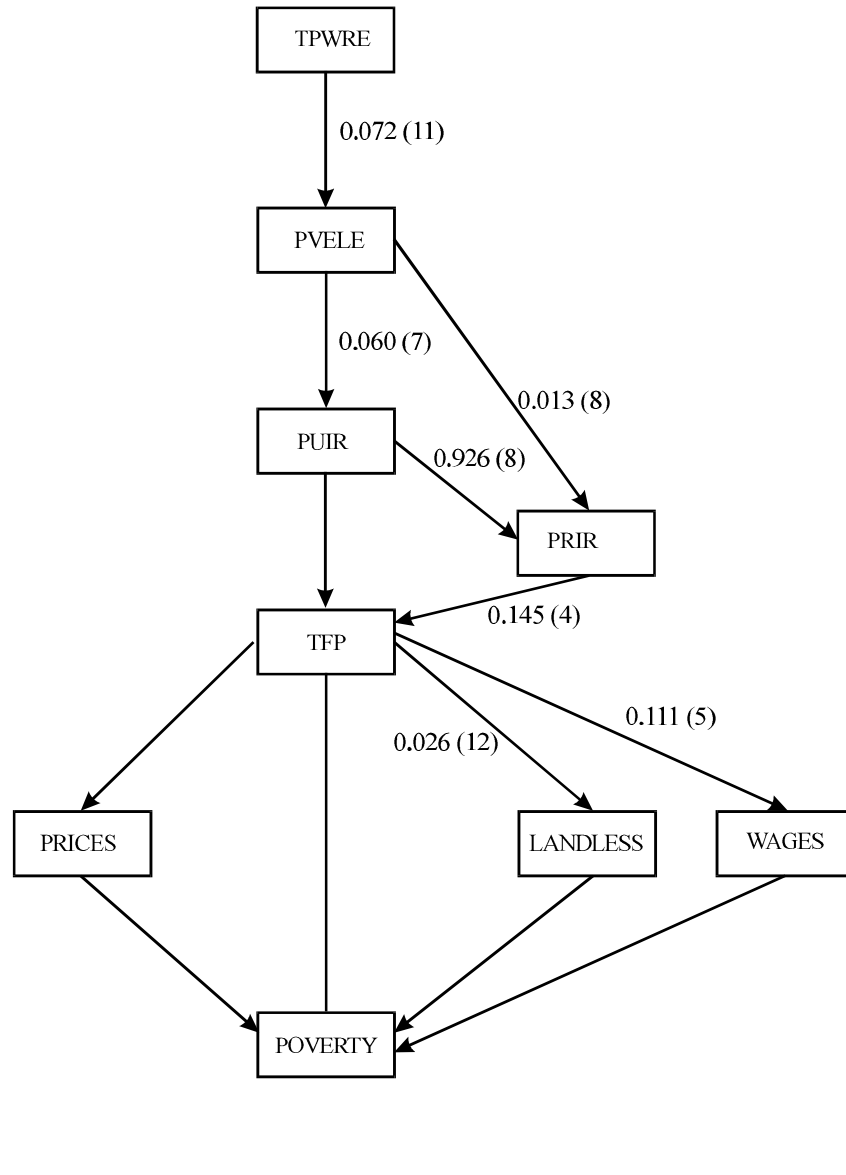 TPWRE
0.072 (11)
PVELE
0.060 (7)
0.013 (8)
PUIR
0.926 (8)
PRIR
0.145 (4)
TFP
0.111 (5)
0.026 (12)
PRICES
LANDLESS
WAGES
POVERTY